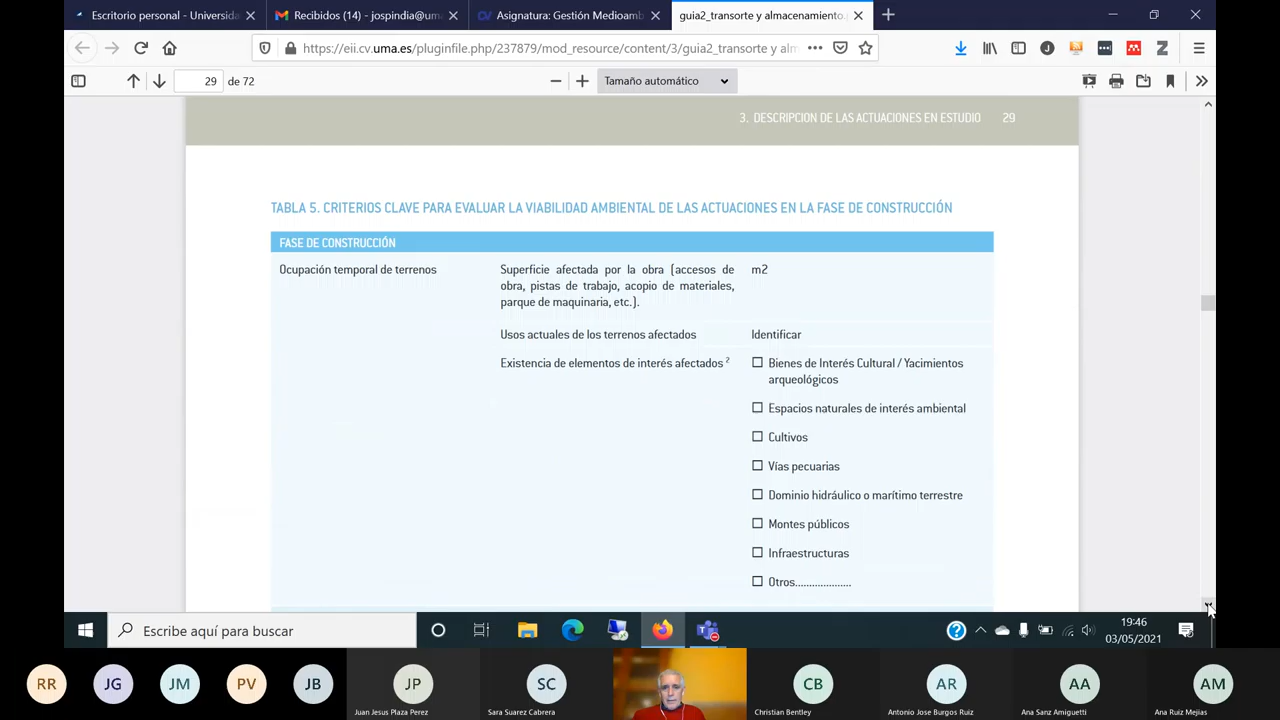 Escritorio personal - Universida
Recibidos (14) - jospindia@uma
Asignatura: Gestión Medioamb
guia2_transorte y almacenamiento.
https://eii.cv.uma.es/pluginfile.php/237879/mod_resource/content/3/guia2_transorte y alm
29 de 72
Tamaño automático
3. DESCRIPCION DE LAS ACTUACIONES EN ESTUDIO 29
TABLA 5. CRITERIOS CLAVE PARA EVALUAR LA VIABILIDAD AMBIENTAL DE LAS ACTUACIONES EN LA FASE DE CONSTRUCCIÓN
FASE DE CONSTRUCCIÓN
Ocupación temporal de terrenos
Superficie afectada por la obra (accesos de
obra, pistas de trabajo, acopio de materiales,
parque de maquinaria, etc.).
m2
Usos actuales de los terrenos afectados
Identificar
Existencia de elementos de interés afectados 2
Bienes de Interés Cultural / Yacimientos
arqueológicos
Espacios naturales de interés ambiental
Cultivos
Vías pecuarias
Dominio hidráulico o marítimo terrestre
Montes públicos
Infraestructuras
Otros...................
Escribe aquí para buscar
19:46
03/05/2021
RR
JG
JM
PV
JB
JP
Juan Jesus Plaza Perez
SC
Sara Suarez Cabrera
CB
Christian Bentley
AR
Antonio Jose Burgos Ruiz
AA
Ana Sanz Amiguetti
AM
Ana Ruiz Mejias